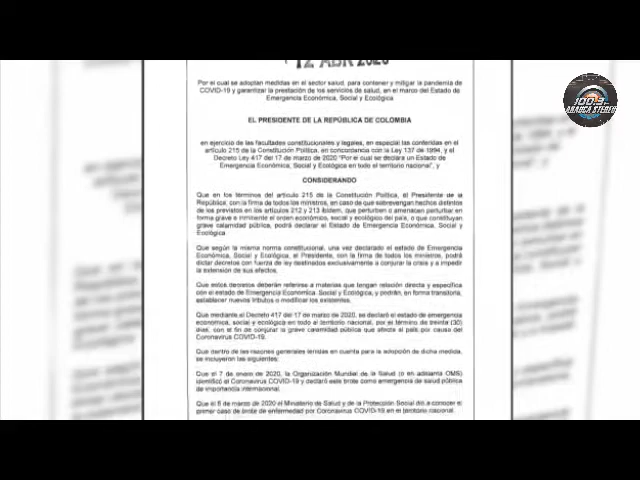 12 ABR 2020
100.3
ARAUCA STEREO
Por el cual se adoptan medidas en el sector salud, para contener y mitigar la pandemia de
COVID-19 y garantizar la prestación de los servicios de salud, en el marco del Estado de
Emergencia Económica, Social y Ecológica
EL PRESIDENTE DE LA REPÚBLICA DE COLOMBIA
en ejercicio de las facultades constitucionales y legales, en especial las contenidas en el
artículo 215 de la Constitución Política, en concordancia con la Ley 137 de 1994, y el
Decreto Ley 417 del 17 de marzo de 2020 "Por el cual se declara un Estado de
Emergencia Económica, Social y Ecológica en todo el territorio nacional", y
CONSIDERANDO
Que en los términos del artículo 215 de la Constitución Política, el Presidente de la
República, con la firma de todos los ministros, en caso de que sobrevengan hechos distintos
de los previstos en los artículos 212 y 213 ibídem, que perturben o amenacen perturbar en
forma grave e inminente el orden económico, social y ecológico del país, o que constituyan
grave calamidad pública, podrá declarar el Estado de Emergencia Económica, Social y
Ecológica
Que según la misma norma constitucional, una vez declarado el estado de Emergencia
Económica, Social y Ecológica, el Presidente, con la firma de todos los ministros, podrá
dictar decretos con fuerza de ley destinados exclusivamente a conjurar la crisis y a impedir
la extensión de sus efectos.
Que estos decretos deberán referirse a materias que tengan relación directa y específica
con el estado de Emergencia Económica, Social y Ecológica, y podrán, en forma transitoria,
establecer nuevos tributos o modificar los existentes.
Que mediante el Decreto 417 del 17 de marzo de 2020, se declaró el estado de emergencia
económica, social y ecológica en todo el territorio nacional, por el término de treinta (30)
días, con el fin de conjurar la grave calamidad pública que afecta al país por causa del
Coronavirus COVID-19.
Que dentro de las razones generales tenidas en cuenta para la adopción de dicha medida,
se incluyeron las siguientes:
Que el 7 de enero de 2020, la Organización Mundial de la Salud (o en adelante OMS)
identificó el Coronavirus COVID-19 y declaró este brote como emergencia de salud pública
de importancia internacional.
Que el 6 de marzo de 2020 el Ministerio de Salud y de la Protección Social dio a conocer el
primer caso de brote de enfermedad por Coronavirus COVID-19 en el territorio nacional.